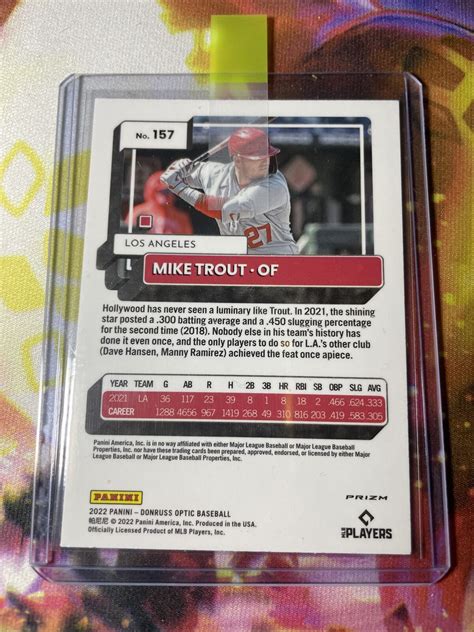 No. 157
27
LOS ANGELES
MIKE TROUT · OF
Hollywood has never seen a luminary like Trout. In 2021, the shining
star posted a .300 batting average and a .450 slugging percentage
for the second time (2018). Nobody else in his team's history has
done it even once, and the only players to do so for L.A.'s other club
(Dave Hansen, Manny Ramirez) achieved the feat once apiece.
YEAR TEAM G AB R H 2B 3B HR RBI SB OBP SLG AVG
2021 LA 36 117 23 39 8 1 8 18 2 .466 .624 .333
CAREER 1288 4656 967 1419 268 49 310 816 203 .419 .583 .305
Panini America, Inc. is in no way affiliated with either Major League Baseball or Major League Baseball
Properties, Inc. nor have these trading cards been prepared, approved, endorsed, or licensed by either Major
League Baseball or Major League Baseball Properties, Inc.
PANINI
PRIZM
2022 PANINI – DONRUSS OPTIC BASEBALL
帕尼尼 © 2022 Panini America, Inc. Produced in the USA.
Officially Licensed Product of MLB Players, Inc.
MLB PLAYERS